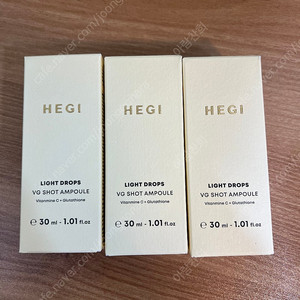 HEGI
LIGHT DROPS
VG SHOT AMPOULE
Vitamine C + Glutathione
℮ 30 ml - 1.01 fl.oz
HEGI
LIGHT DROPS
VG SHOT AMPOULE
Vitamine C + Glutathione
℮ 30 ml - 1.01 fl.oz
HEGI
LIGHT DROPS
VG SHOT AMPOULE
Vitamine C + Glutathione
℮ 30 ml - 1.01 fl.oz